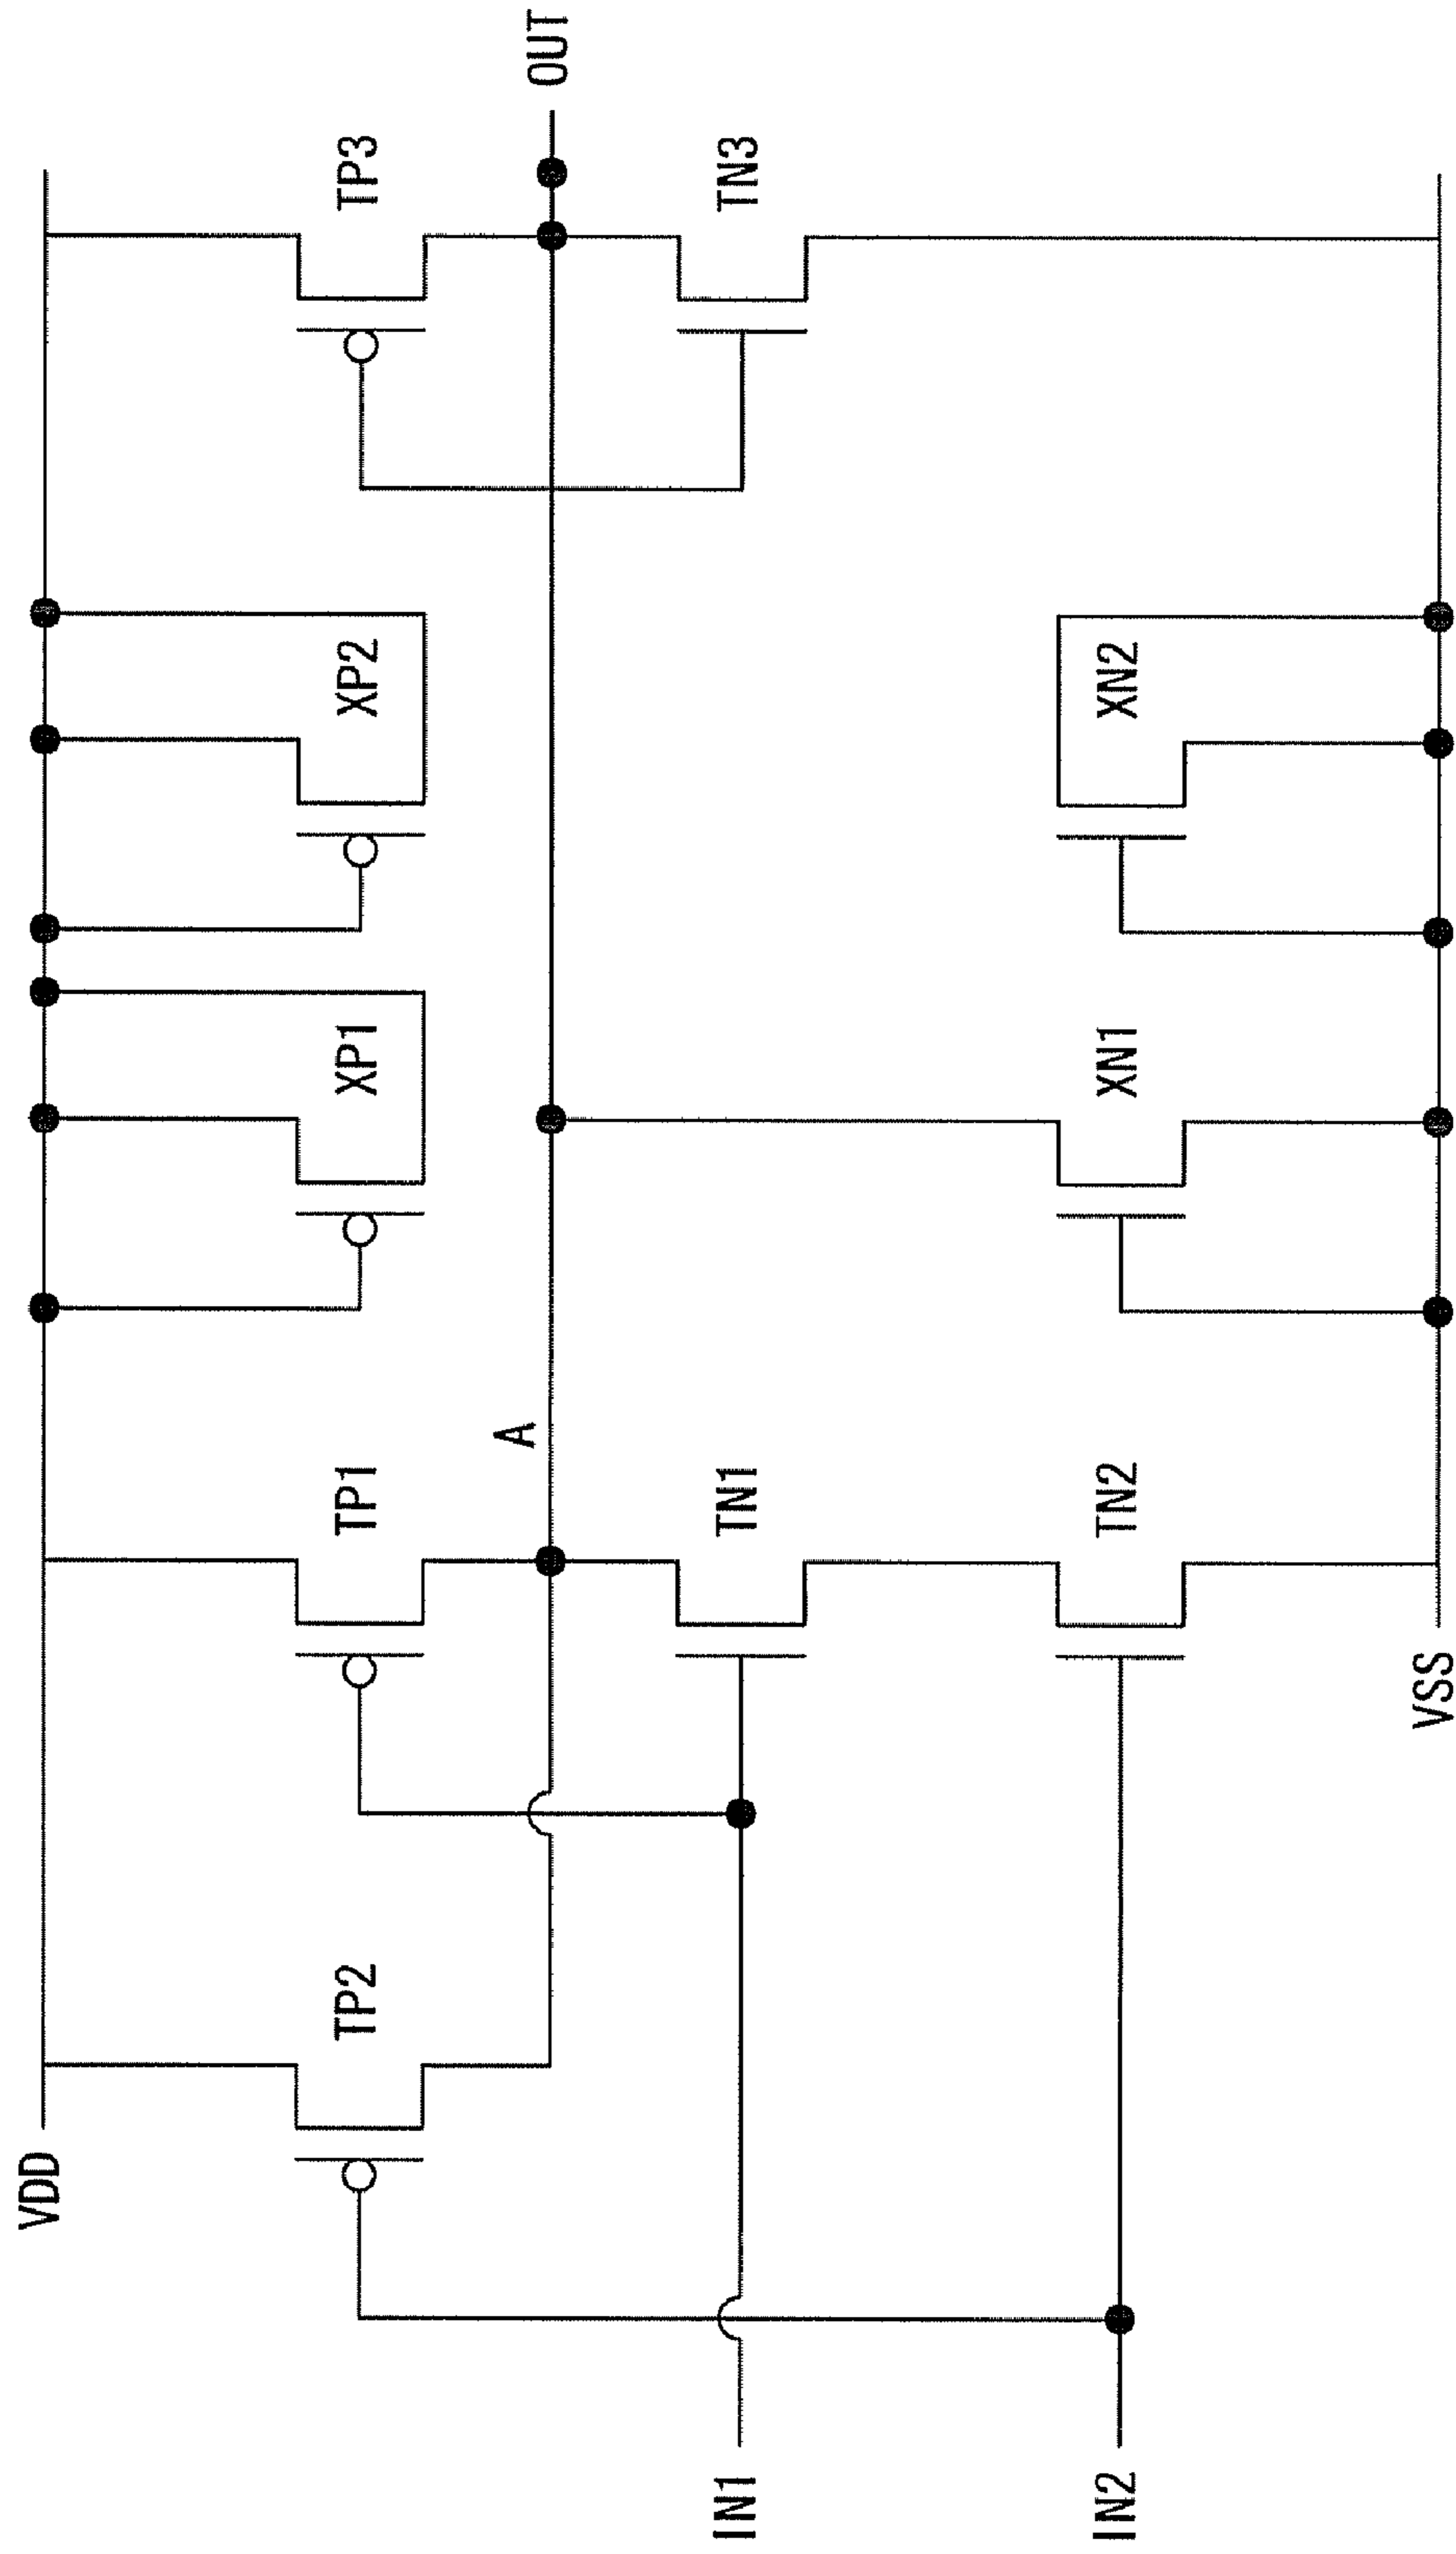 VDD
TP2
TP1
XP1
XP2
TP3
A
OUT
IN1
TN1
TN3
IN2
TN2
XN1
XN2
VSS